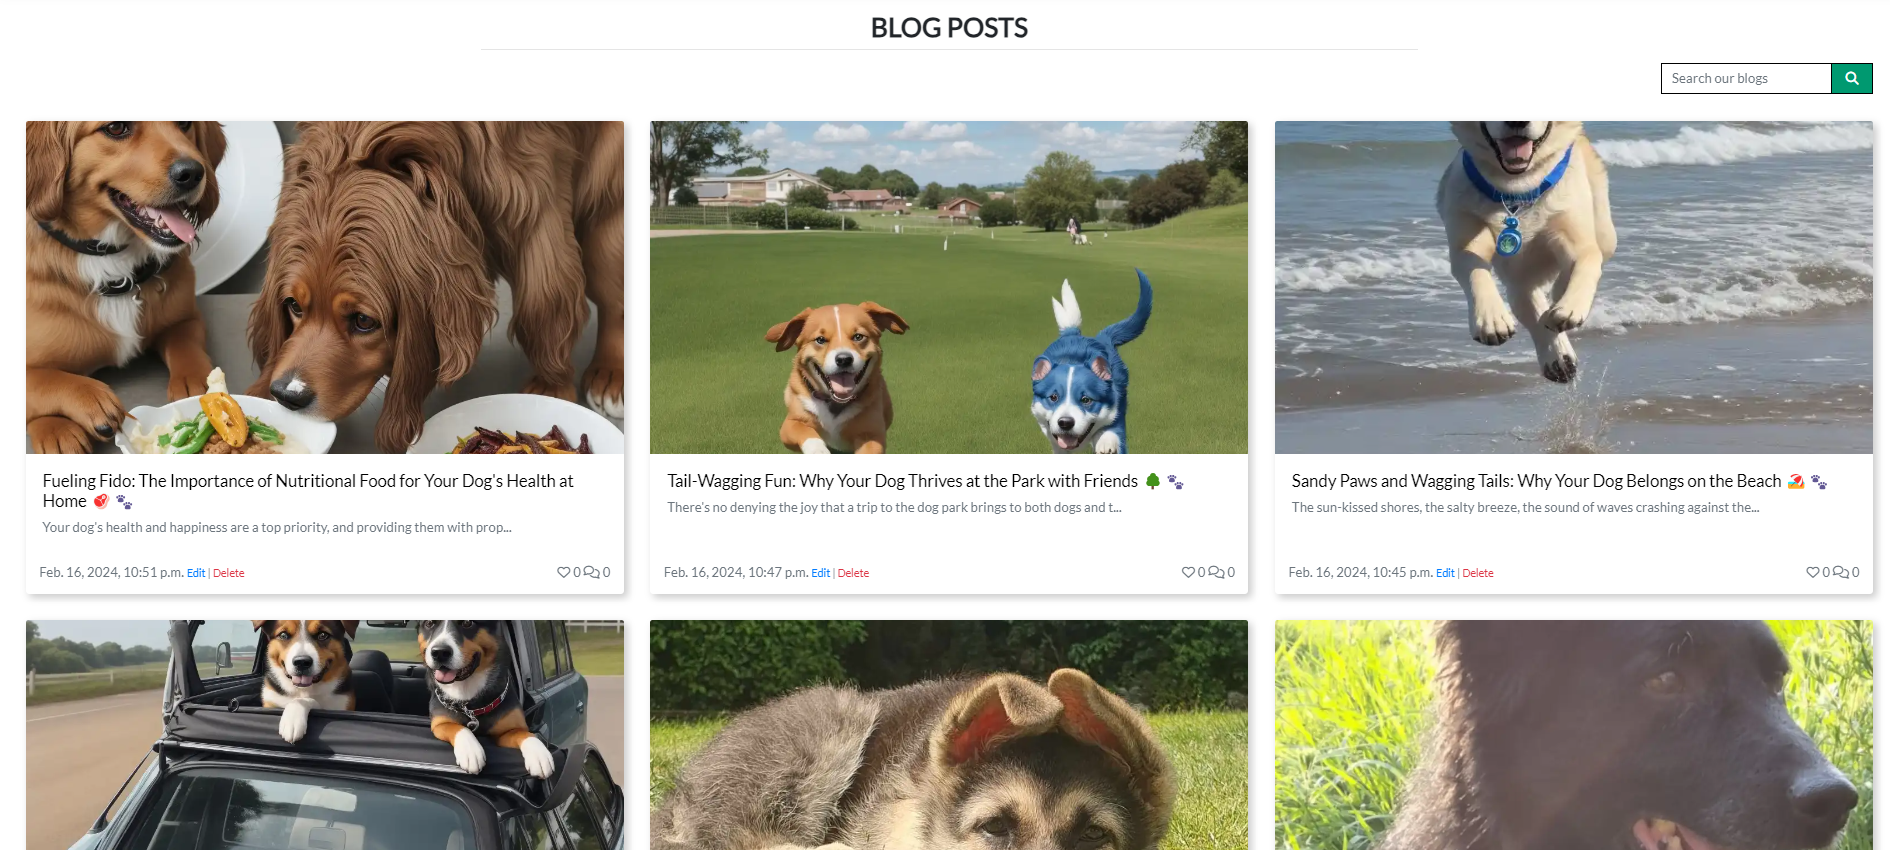 BLOG POSTS
Search our blogs
Fueling Fido: The Importance of Nutritional Food for Your Dog's Health at
Home 🥩 🐾
Your dog's health and happiness are a top priority, and providing them with prop...
Feb. 16, 2024, 10:51 p.m. Edit | Delete
0 0
Tail-Wagging Fun: Why Your Dog Thrives at the Park with Friends 🌳 🐾
There's no denying the joy that a trip to the dog park brings to both dogs and t...
Feb. 16, 2024, 10:47 p.m. Edit | Delete
0 0
Sandy Paws and Wagging Tails: Why Your Dog Belongs on the Beach 🏖️ 🐾
The sun-kissed shores, the salty breeze, the sound of waves crashing against the...
Feb. 16, 2024, 10:45 p.m. Edit | Delete
0 0